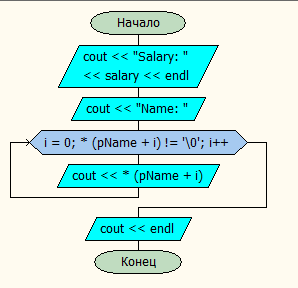 Начало
cout << "Salary: "
<< salary << endl
cout << "Name: "
i = 0; * (pName + i) != '\0'; i++
cout << * (pName + i)
cout << endl
Конец